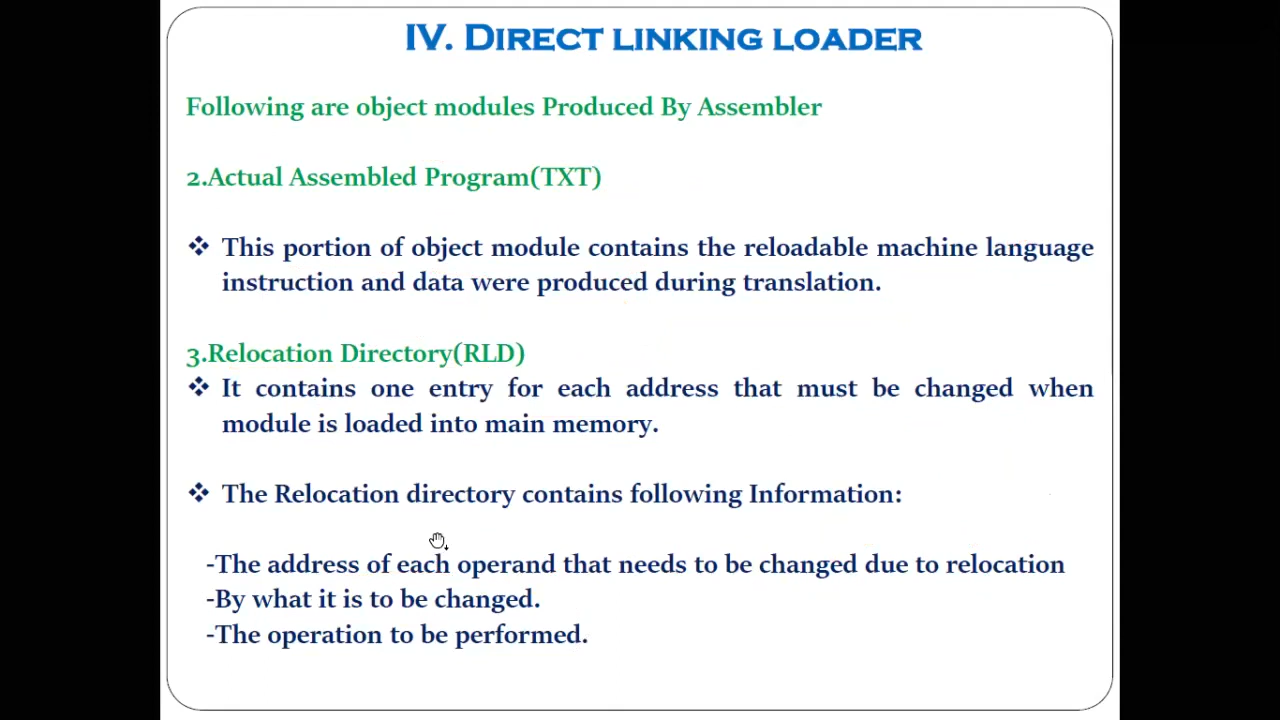 IV. DIRECT LINKING LOADER
Following are object modules Produced By Assembler
2.Actual Assembled Program(TXT)
❖ This portion of object module contains the reloadable machine language
instruction and data were produced during translation.
3.Relocation Directory(RLD)
❖ It contains one entry for each address that must be changed when
module is loaded into main memory.
❖ The Relocation directory contains following Information:
-The address of each operand that needs to be changed due to relocation
-By what it is to be changed.
-The operation to be performed.